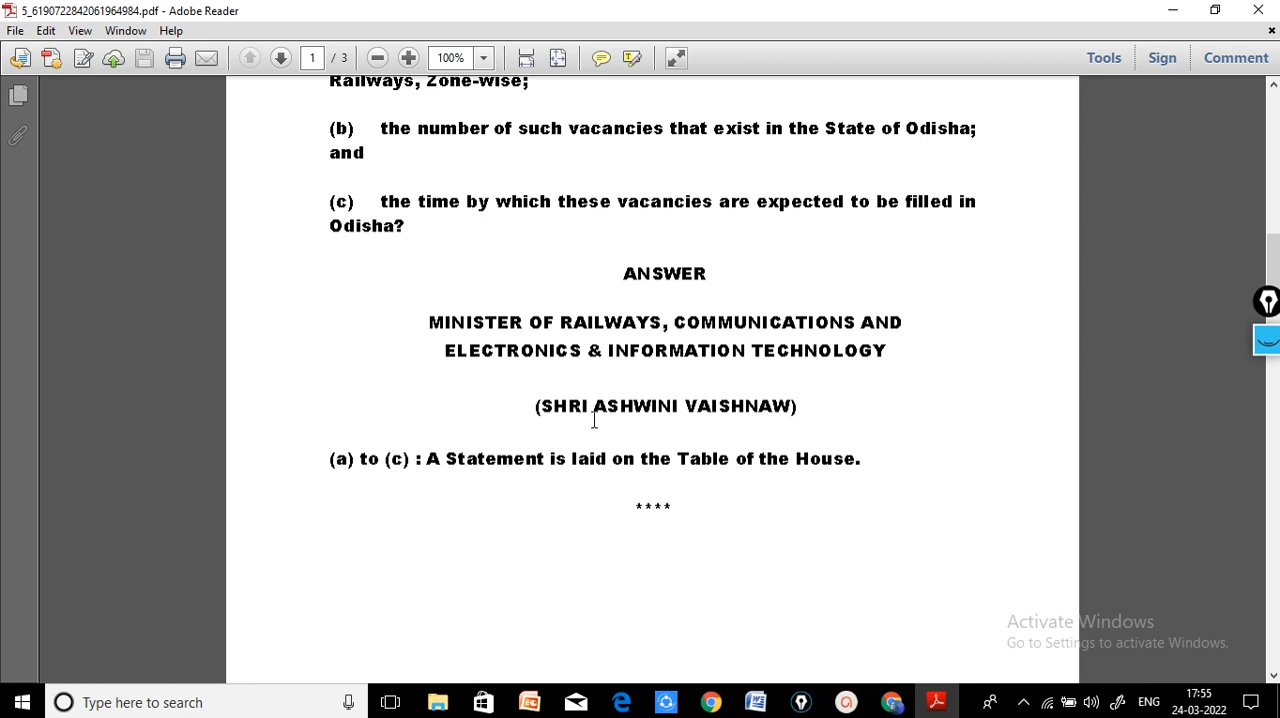 5_6190722842061964984.pdf - Adobe Reader
File Edit View Window Help
1 / 3 100% Tools Sign Comment
Railways, Zone-wise;
(b) the number of such vacancies that exist in the State of Odisha;
and
(c) the time by which these vacancies are expected to be filled in
Odisha?
ANSWER
MINISTER OF RAILWAYS, COMMUNICATIONS AND
ELECTRONICS & INFORMATION TECHNOLOGY
(SHRI ASHWINI VAISHNAW)
(a) to (c) : A Statement is laid on the Table of the House.
****
Activate Windows
Go to Settings to activate Windows.
Type here to search
ENG
17:55
24-03-2022